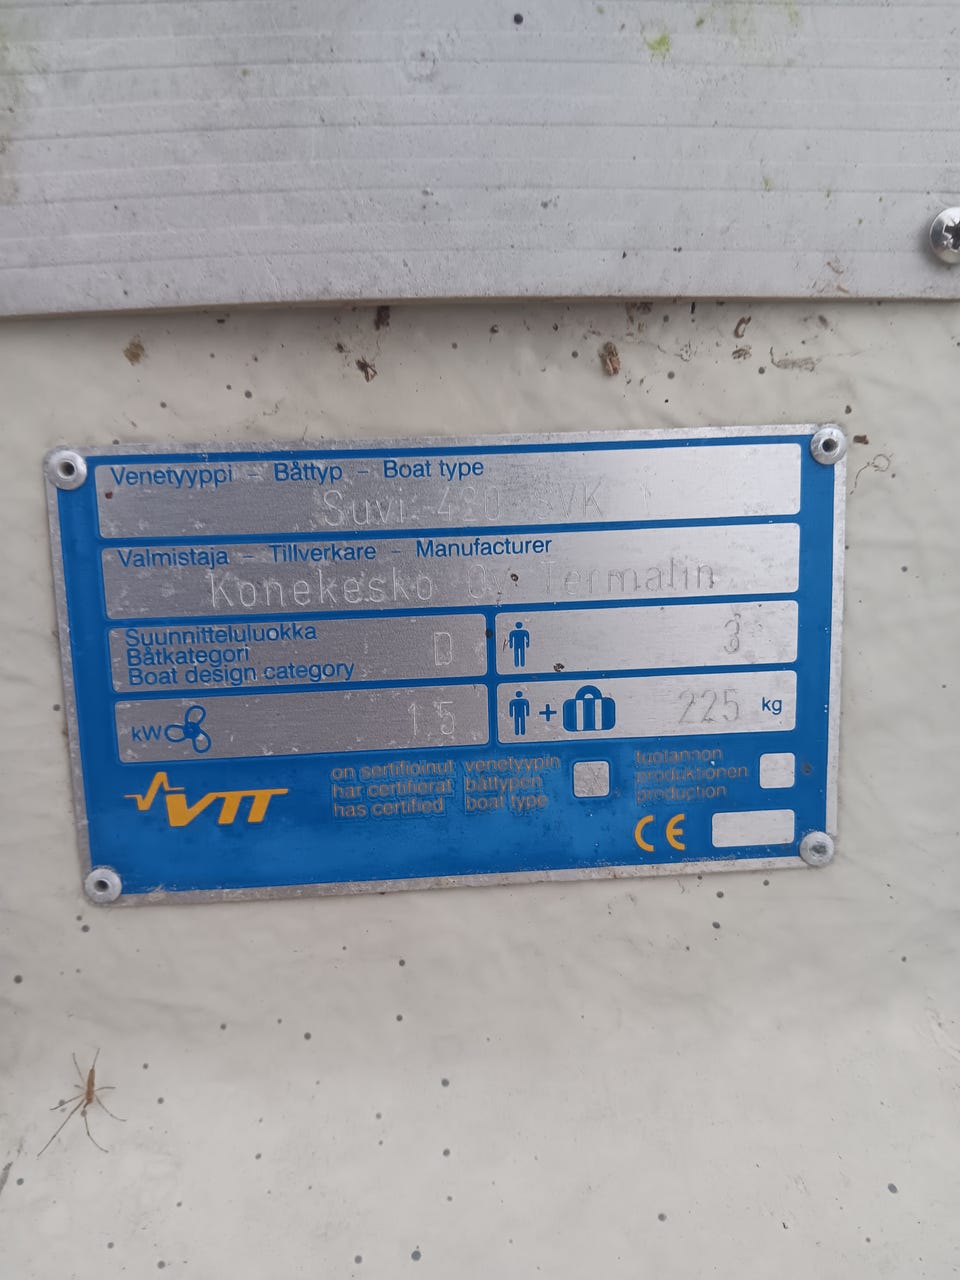 Venetyyppi – Båttyp – Boat type
Suvi 420
Valmistaja – Tillverkare – Manufacturer
Konekesko Oy Termalin
Suunnitteluluokka
Båtkategori
Boat design category
D
3
kW
15
+
225 kg
VTT
on sertifioinut venetyypin
har certifierat båttypen
has certified boat type
tuotannon
produktionen
production
CE